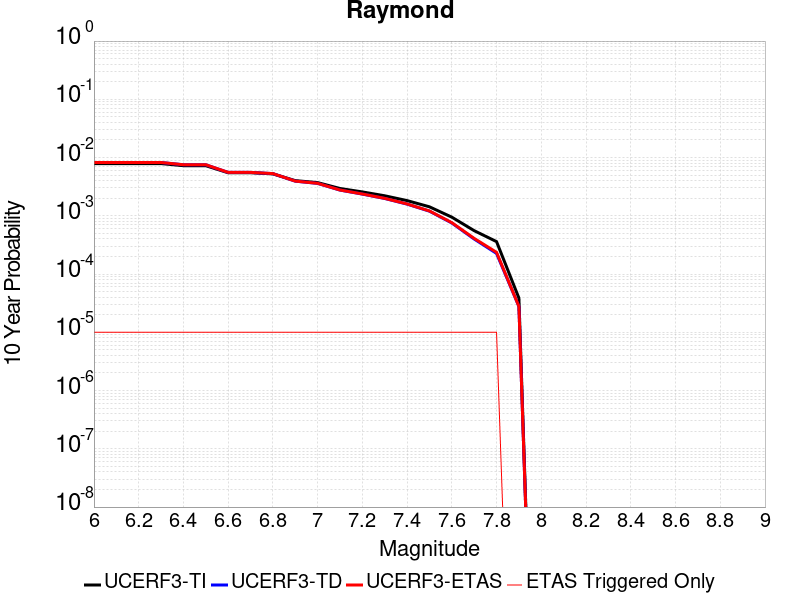 Raymond
10^0
10^-1
10^-2
10^-3
10^-4
10^-5
10^-6
10^-7
10^-8
10 Year Probability
6 6.2 6.4 6.6 6.8 7 7.2 7.4 7.6 7.8 8 8.2 8.4 8.6 8.8 9
Magnitude
UCERF3-TI UCERF3-TD UCERF3-ETAS ETAS Triggered Only